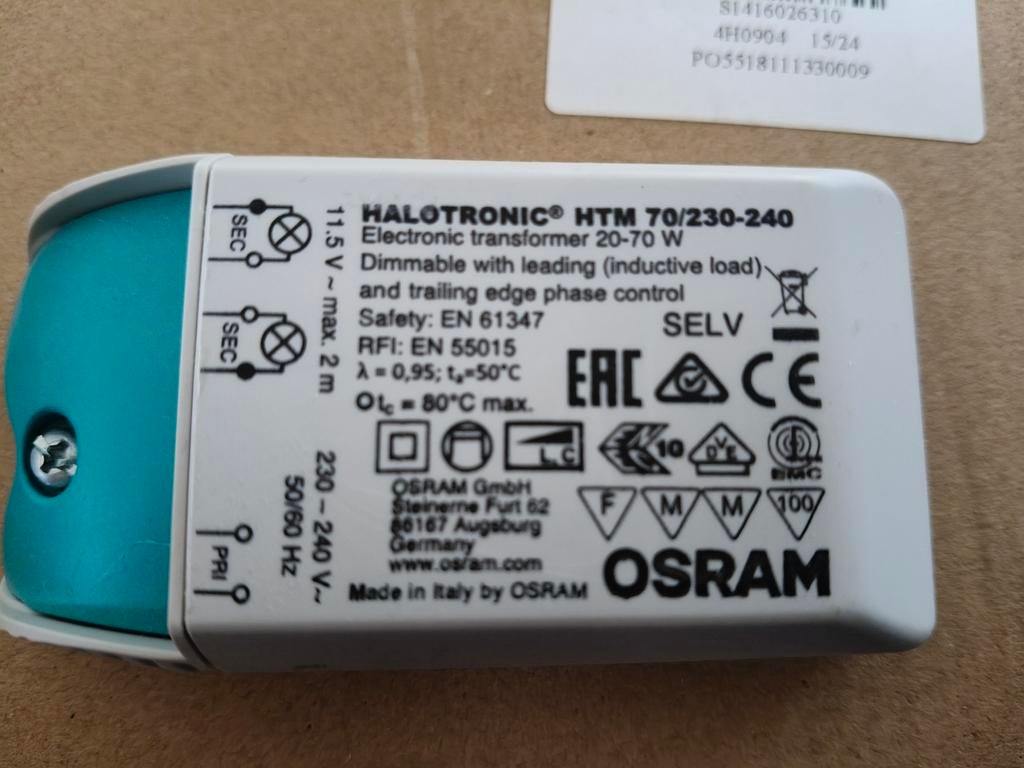 S1416026310
4H0904 15/24
PO5518111330009
HALOTRONIC® HTM 70/230-240
Electronic transformer 20-70 W
Dimmable with leading (inductive load)
and trailing edge phase control
Safety: EN 61347
RFI: EN 55015
λ = 0,95; ta=50°C
tc = 80°C max.
SELV
EAC
CE
L,C
10
VDE
EMC
F
M
M
100
OSRAM GmbH
Steinerne Furt 62
86167 Augsburg
Germany
www.osram.com
Made in Italy by OSRAM
OSRAM
SEC
SEC
11.5 V ~ max. 2 m
PRI
230 – 240 V~
50/60 Hz